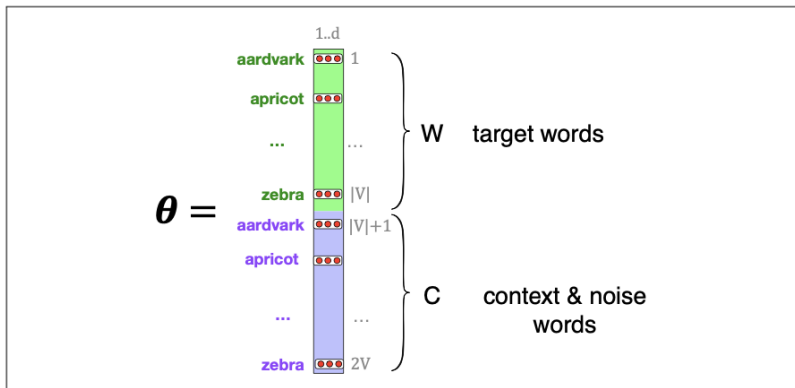 1..d
aardvark 1
apricot
... ...
zebra |V|
W target words
θ =
aardvark |V|+1
apricot
... ...
zebra 2V
C context & noise
words